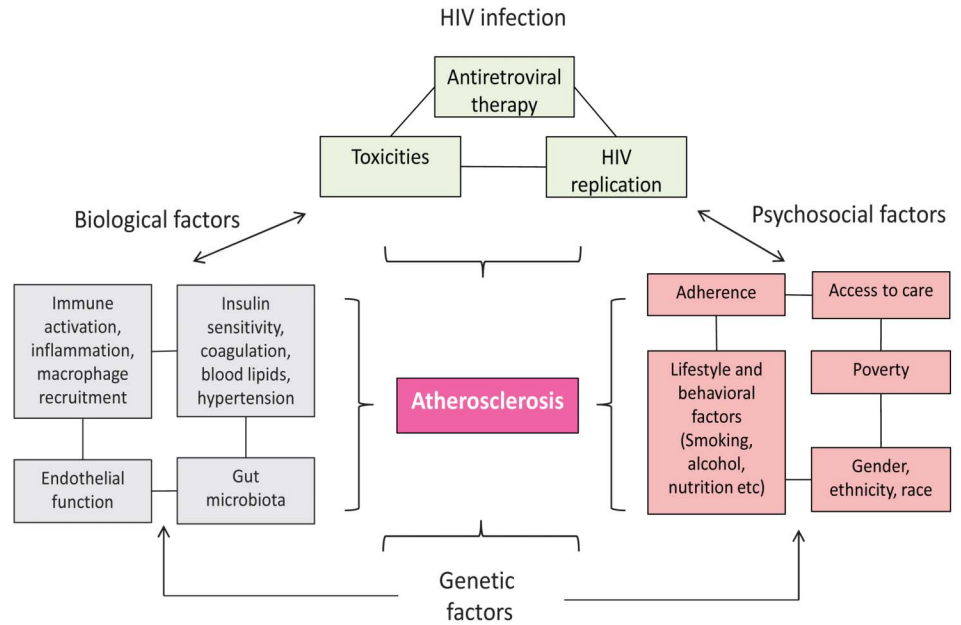 HIV infection
Antiretroviral
therapy
Toxicities
HIV
replication
Biological factors
Psychosocial factors
Immune
activation,
inflammation,
macrophage
recruitment
Insulin
sensitivity,
coagulation,
blood lipids,
hypertension
Endothelial
function
Gut
microbiota
Atherosclerosis
Adherence
Access to care
Lifestyle and
behavioral
factors
(Smoking,
alcohol,
nutrition etc)
Poverty
Gender,
ethnicity, race
Genetic
factors